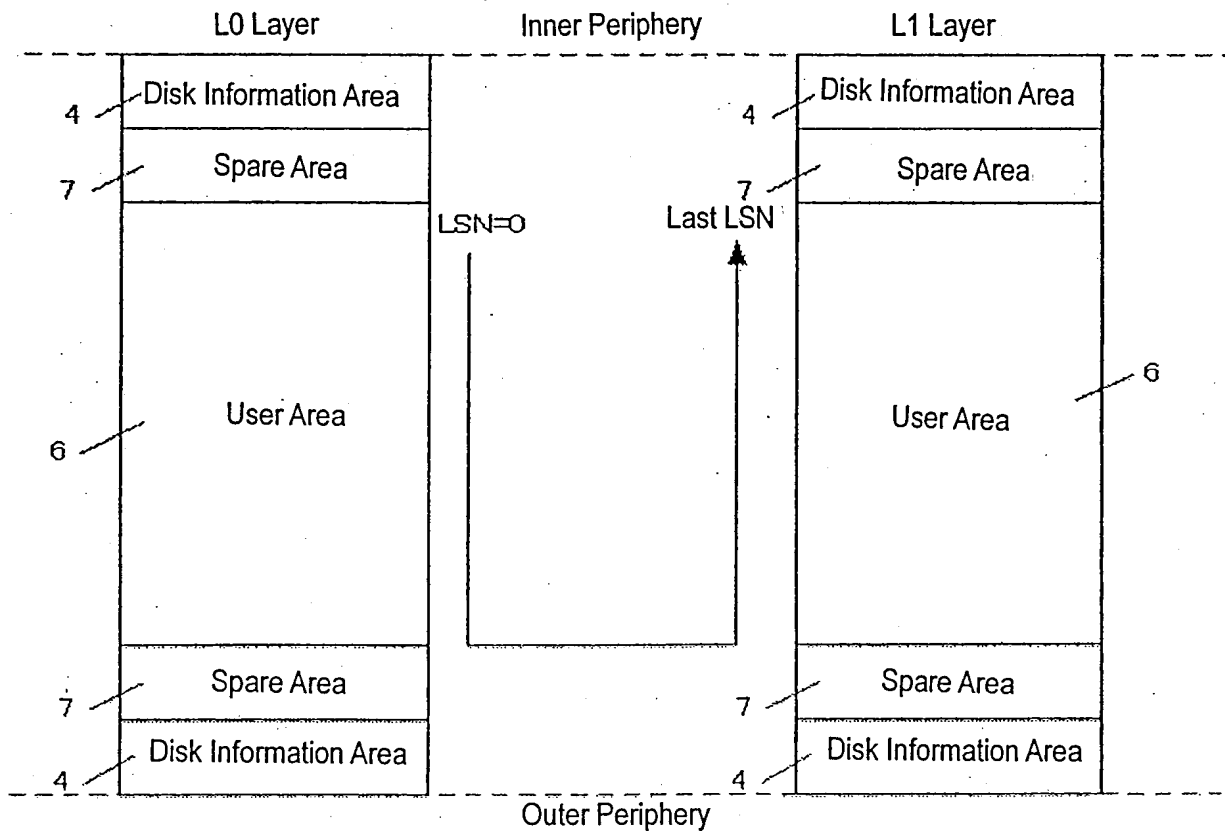 L0 Layer Inner Periphery L1 Layer
4 Disk Information Area 4 Disk Information Area
7 Spare Area 7 Spare Area
LSN=0 Last LSN
6 User Area User Area 6
7 Spare Area 7 Spare Area
4 Disk Information Area 4 Disk Information Area
Outer Periphery